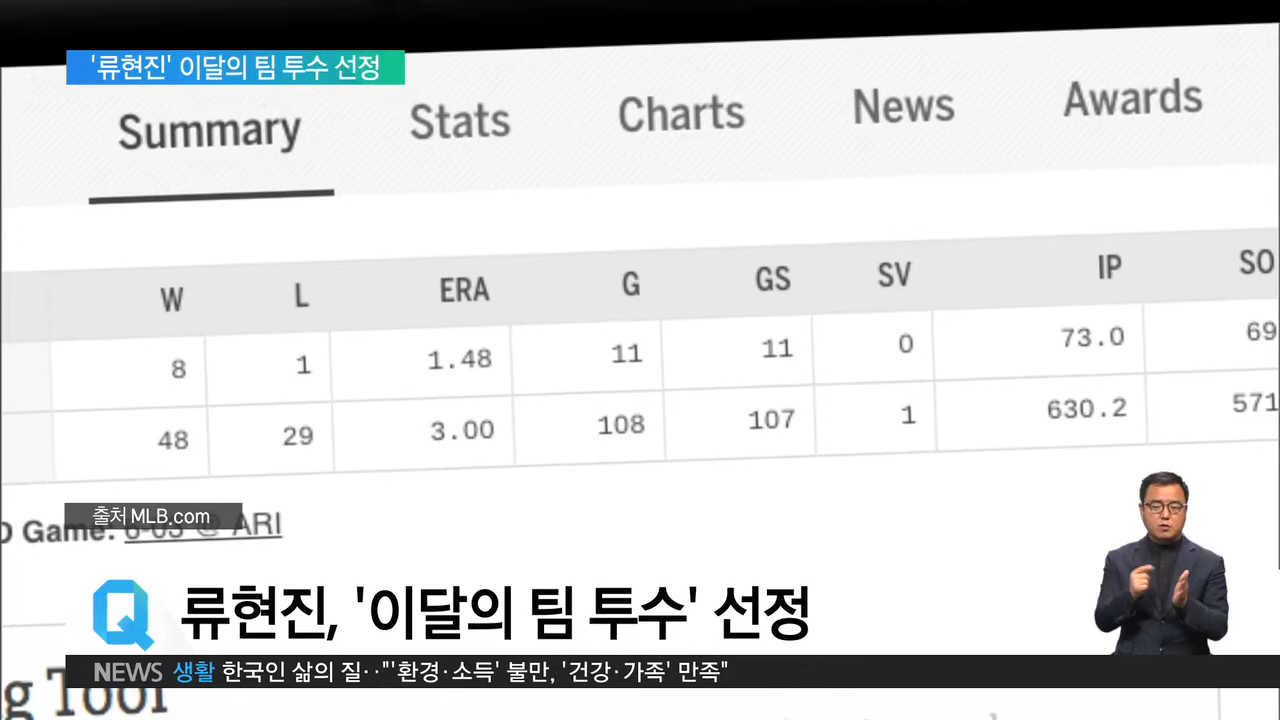 '류현진' 이달의 팀 투수 선정
Summary Stats Charts News Awards
W L ERA G GS SV IP SO
8 1 1.48 11 11 0 73.0 69
48 29 3.00 108 107 1 630.2 571
출처 MLB.com
Game: 6-03 @ ARI
Q 류현진, '이달의 팀 투수' 선정
NEWS 생활 한국인 삶의 질‥"'환경·소득' 불만, '건강·가족' 만족"
g Tool